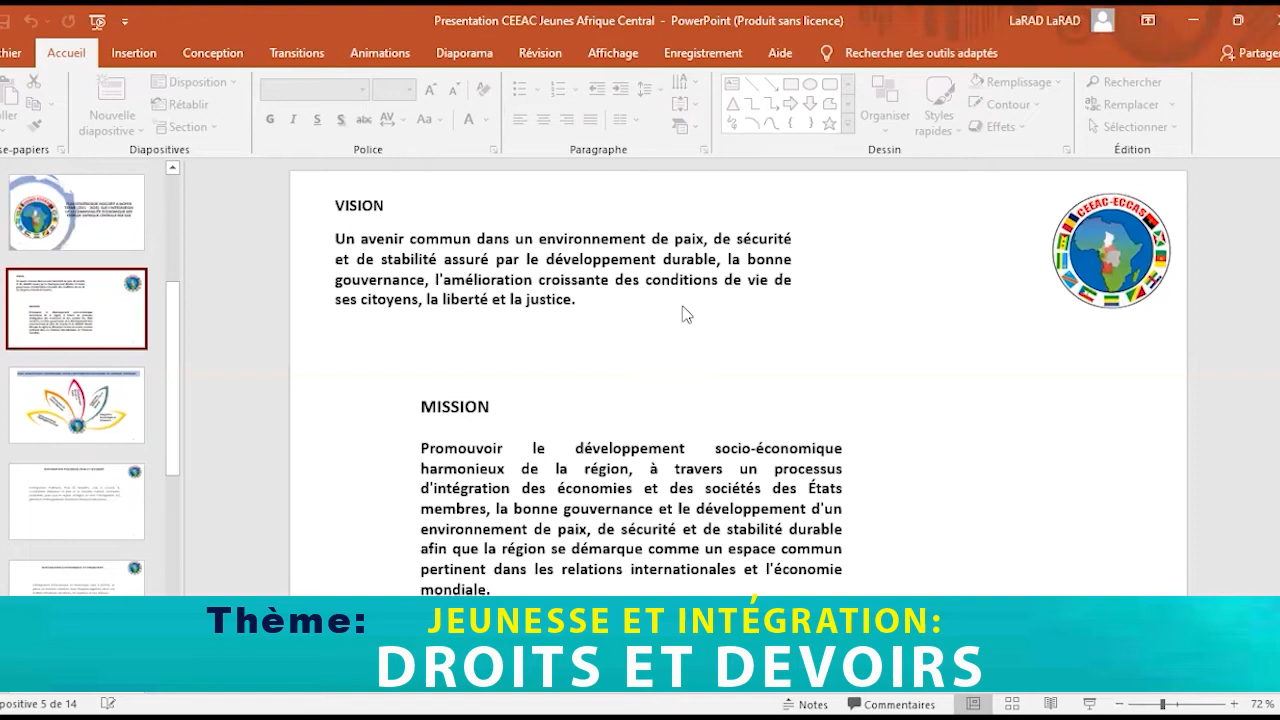 Presentation CEEAC Jeunes Afrique Central - PowerPoint (Produit sans licence)
LaRAD LaRAD
chier Accueil Insertion Conception Transitions Animations Diaporama Révision Affichage Enregistrement Aide Rechercher des outils adaptés Partager
Disposition
Rétablir
Section
Nouvelle
diapositive
G I S S abc AV Aa A
Organiser
Styles
rapides
Remplissage
Contour
Effets
Rechercher
Remplacer
Sélectionner
se-papiers Diapositives Police Paragraphe Dessin Édition
VISION
Un avenir commun dans un environnement de paix, de sécurité
et de stabilité assuré par le développement durable, la bonne
gouvernance, l'amélioration croissante des conditions de vie de
ses citoyens, la liberté et la justice.
CEEAC-ECCAS
MISSION
Promouvoir le développement socio-économique
harmonieux de la région, à travers un processus
d'intégration des économies et des sociétés des États
membres, la bonne gouvernance et le développement d'un
environnement de paix, de sécurité et de stabilité durable
afin que la région se démarque comme un espace commun
pertinent dans les relations internationales et l'économie
mondiale.
Thème: JEUNESSE ET INTÉGRATION:
DROITS ET DEVOIRS
positive 5 de 14
Notes Commentaires 72 %